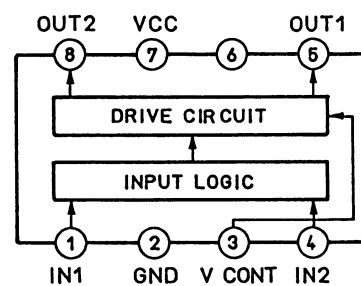 OUT2 VCC OUT1
8 7 6 5
DRIVE CIRCUIT
INPUT LOGIC
1 2 3 4
IN1 GND V CONT IN2